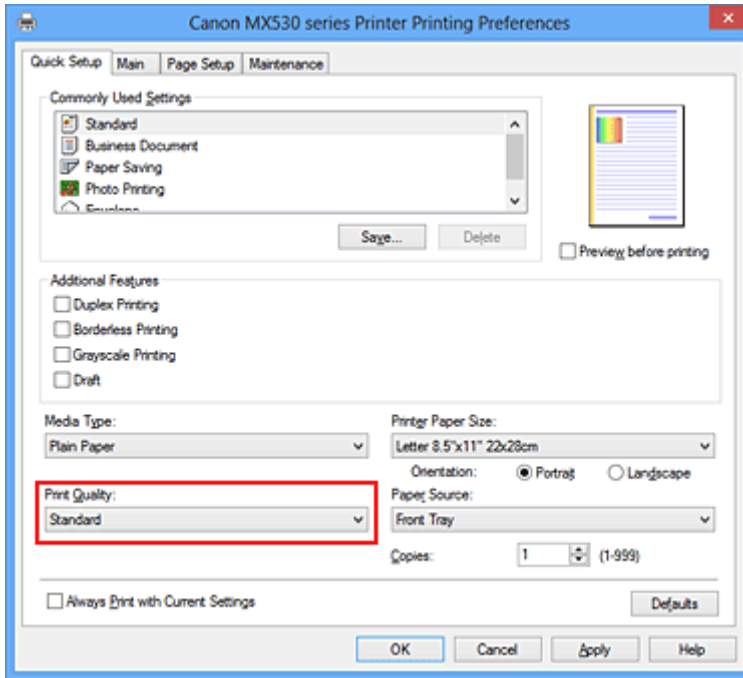 Canon MX530 series Printer Printing Preferences
Quick Setup Main Page Setup Maintenance
Commonly Used Settings
Standard
Business Document
Paper Saving
Photo Printing
Envelope
Save... Delete
Preview before printing
Additional Features
Duplex Printing
Borderless Printing
Grayscale Printing
Draft
Media Type:
Plain Paper
Printer Paper Size:
Letter 8.5"x11" 22x28cm
Orientation: Portrait Landscape
Print Quality:
Standard
Paper Source:
Front Tray
Copies: 1 (1-999)
Always Print with Current Settings
Defaults
OK Cancel Apply Help